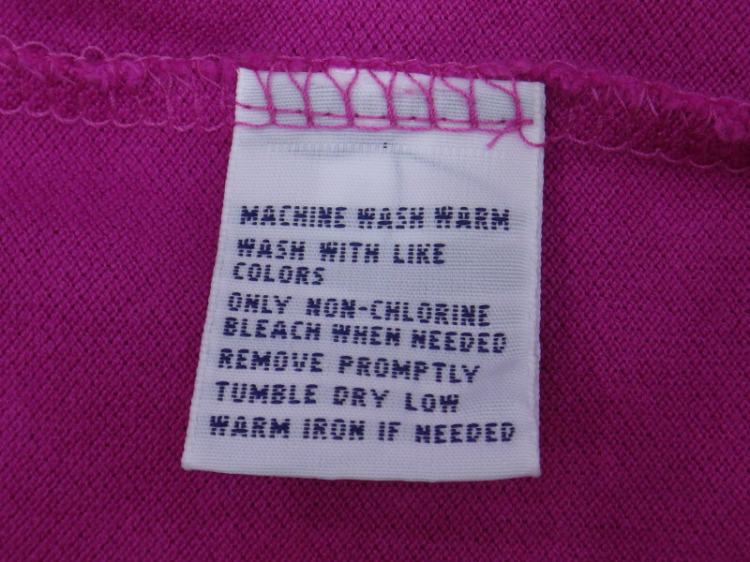 MACHINE WASH WARM
WASH WITH LIKE
COLORS
ONLY NON-CHLORINE
BLEACH WHEN NEEDED
REMOVE PROMPTLY
TUMBLE DRY LOW
WARM IRON IF NEEDED